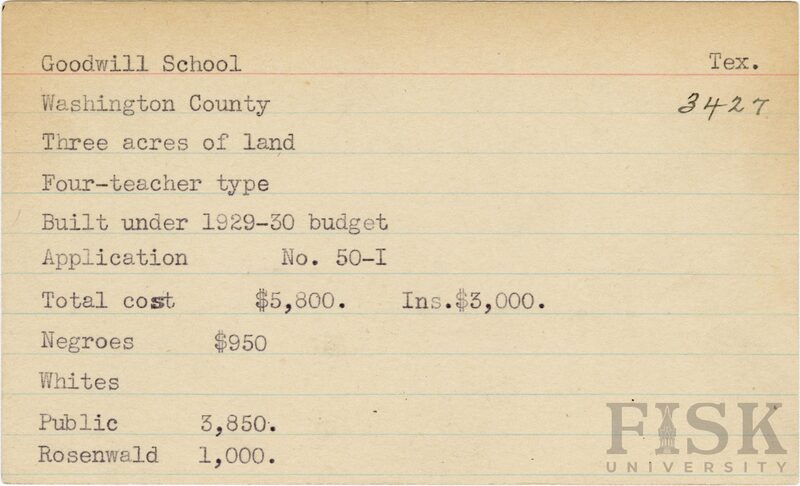 Goodwill School Tex.
Washington County 3427
Three acres of land
Four-teacher type
Built under 1929-30 budget
Application No. 50-I
Total cost $5,800. Ins.$3,000.
Negroes $950
Whites
Public 3,850.
Rosenwald 1,000.
FISK
UNIVERSITY